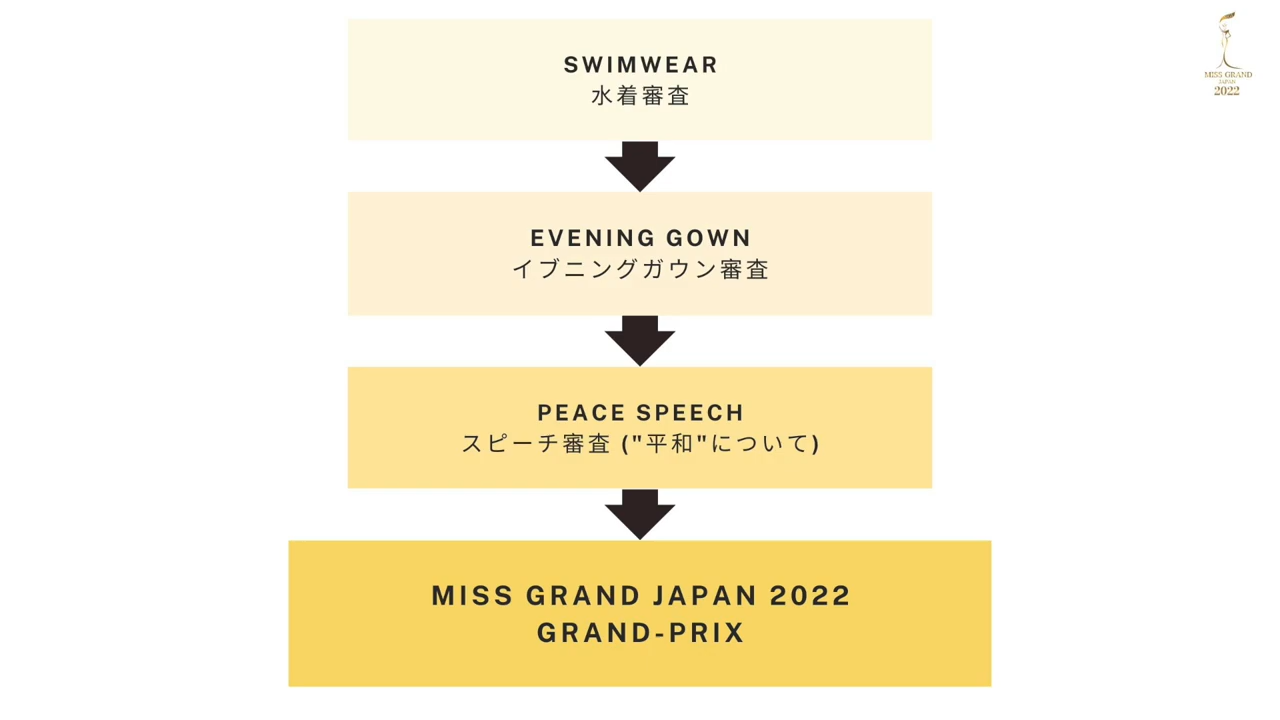 SWIMWEAR
水着審査
EVENING GOWN
イブニングガウン審査
PEACE SPEECH
スピーチ審査 ("平和"について)
MISS GRAND JAPAN 2022
GRAND-PRIX
MISS GRAND
JAPAN
2022